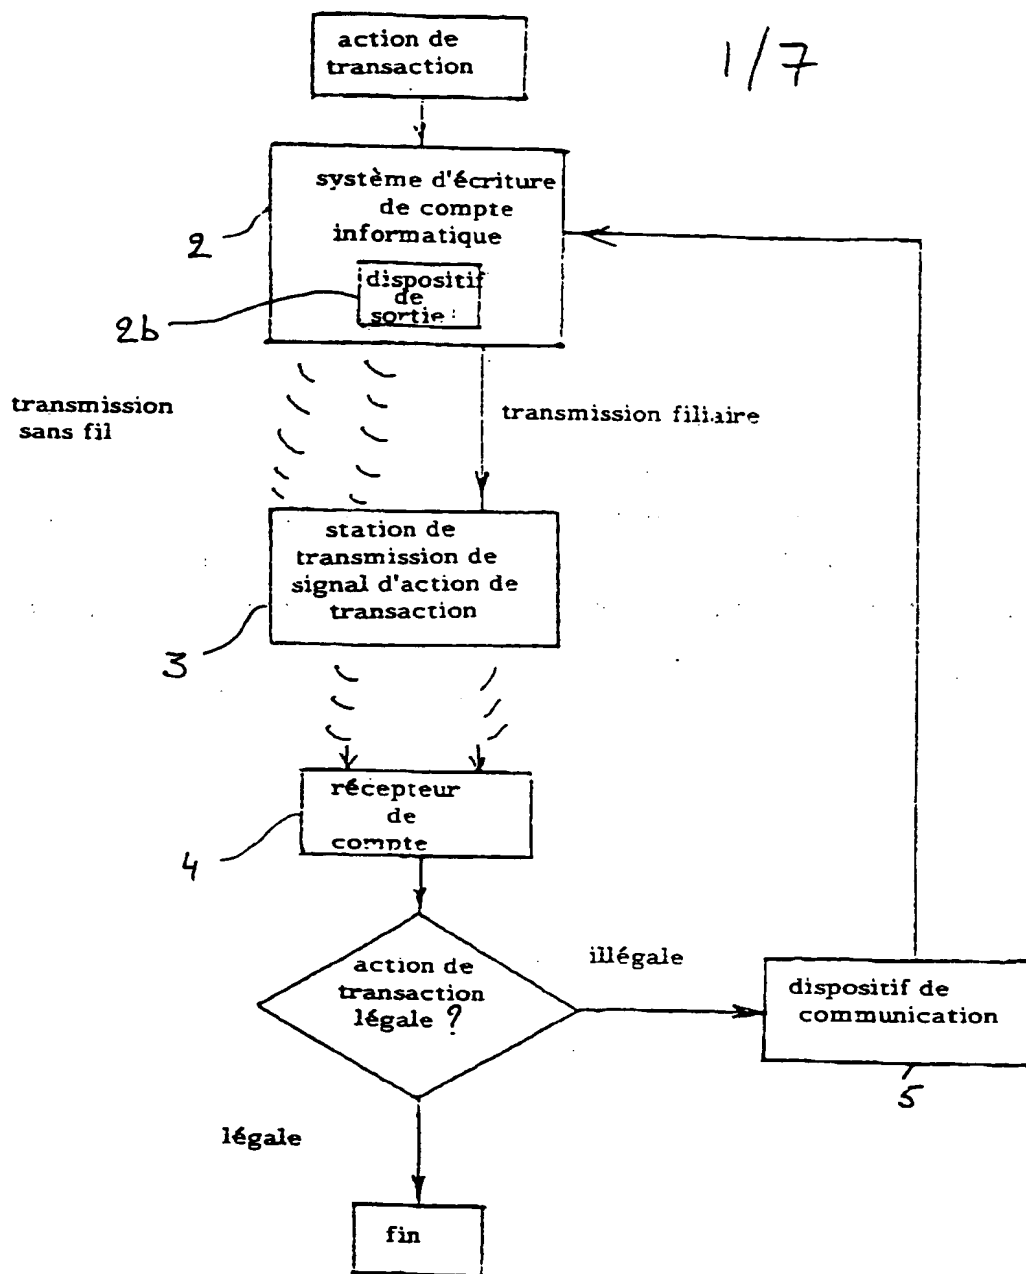 1/7
action de
transaction
système d'écriture
de compte
informatique
2
dispositif
de
sortie
2b
transmission
sans fil
transmission filiaire
station de
transmission de
signal d'action de
transaction
3
récepteur
de
compte
4
action de
transaction
légale ?
illégale
dispositif de
communication
5
légale
fin